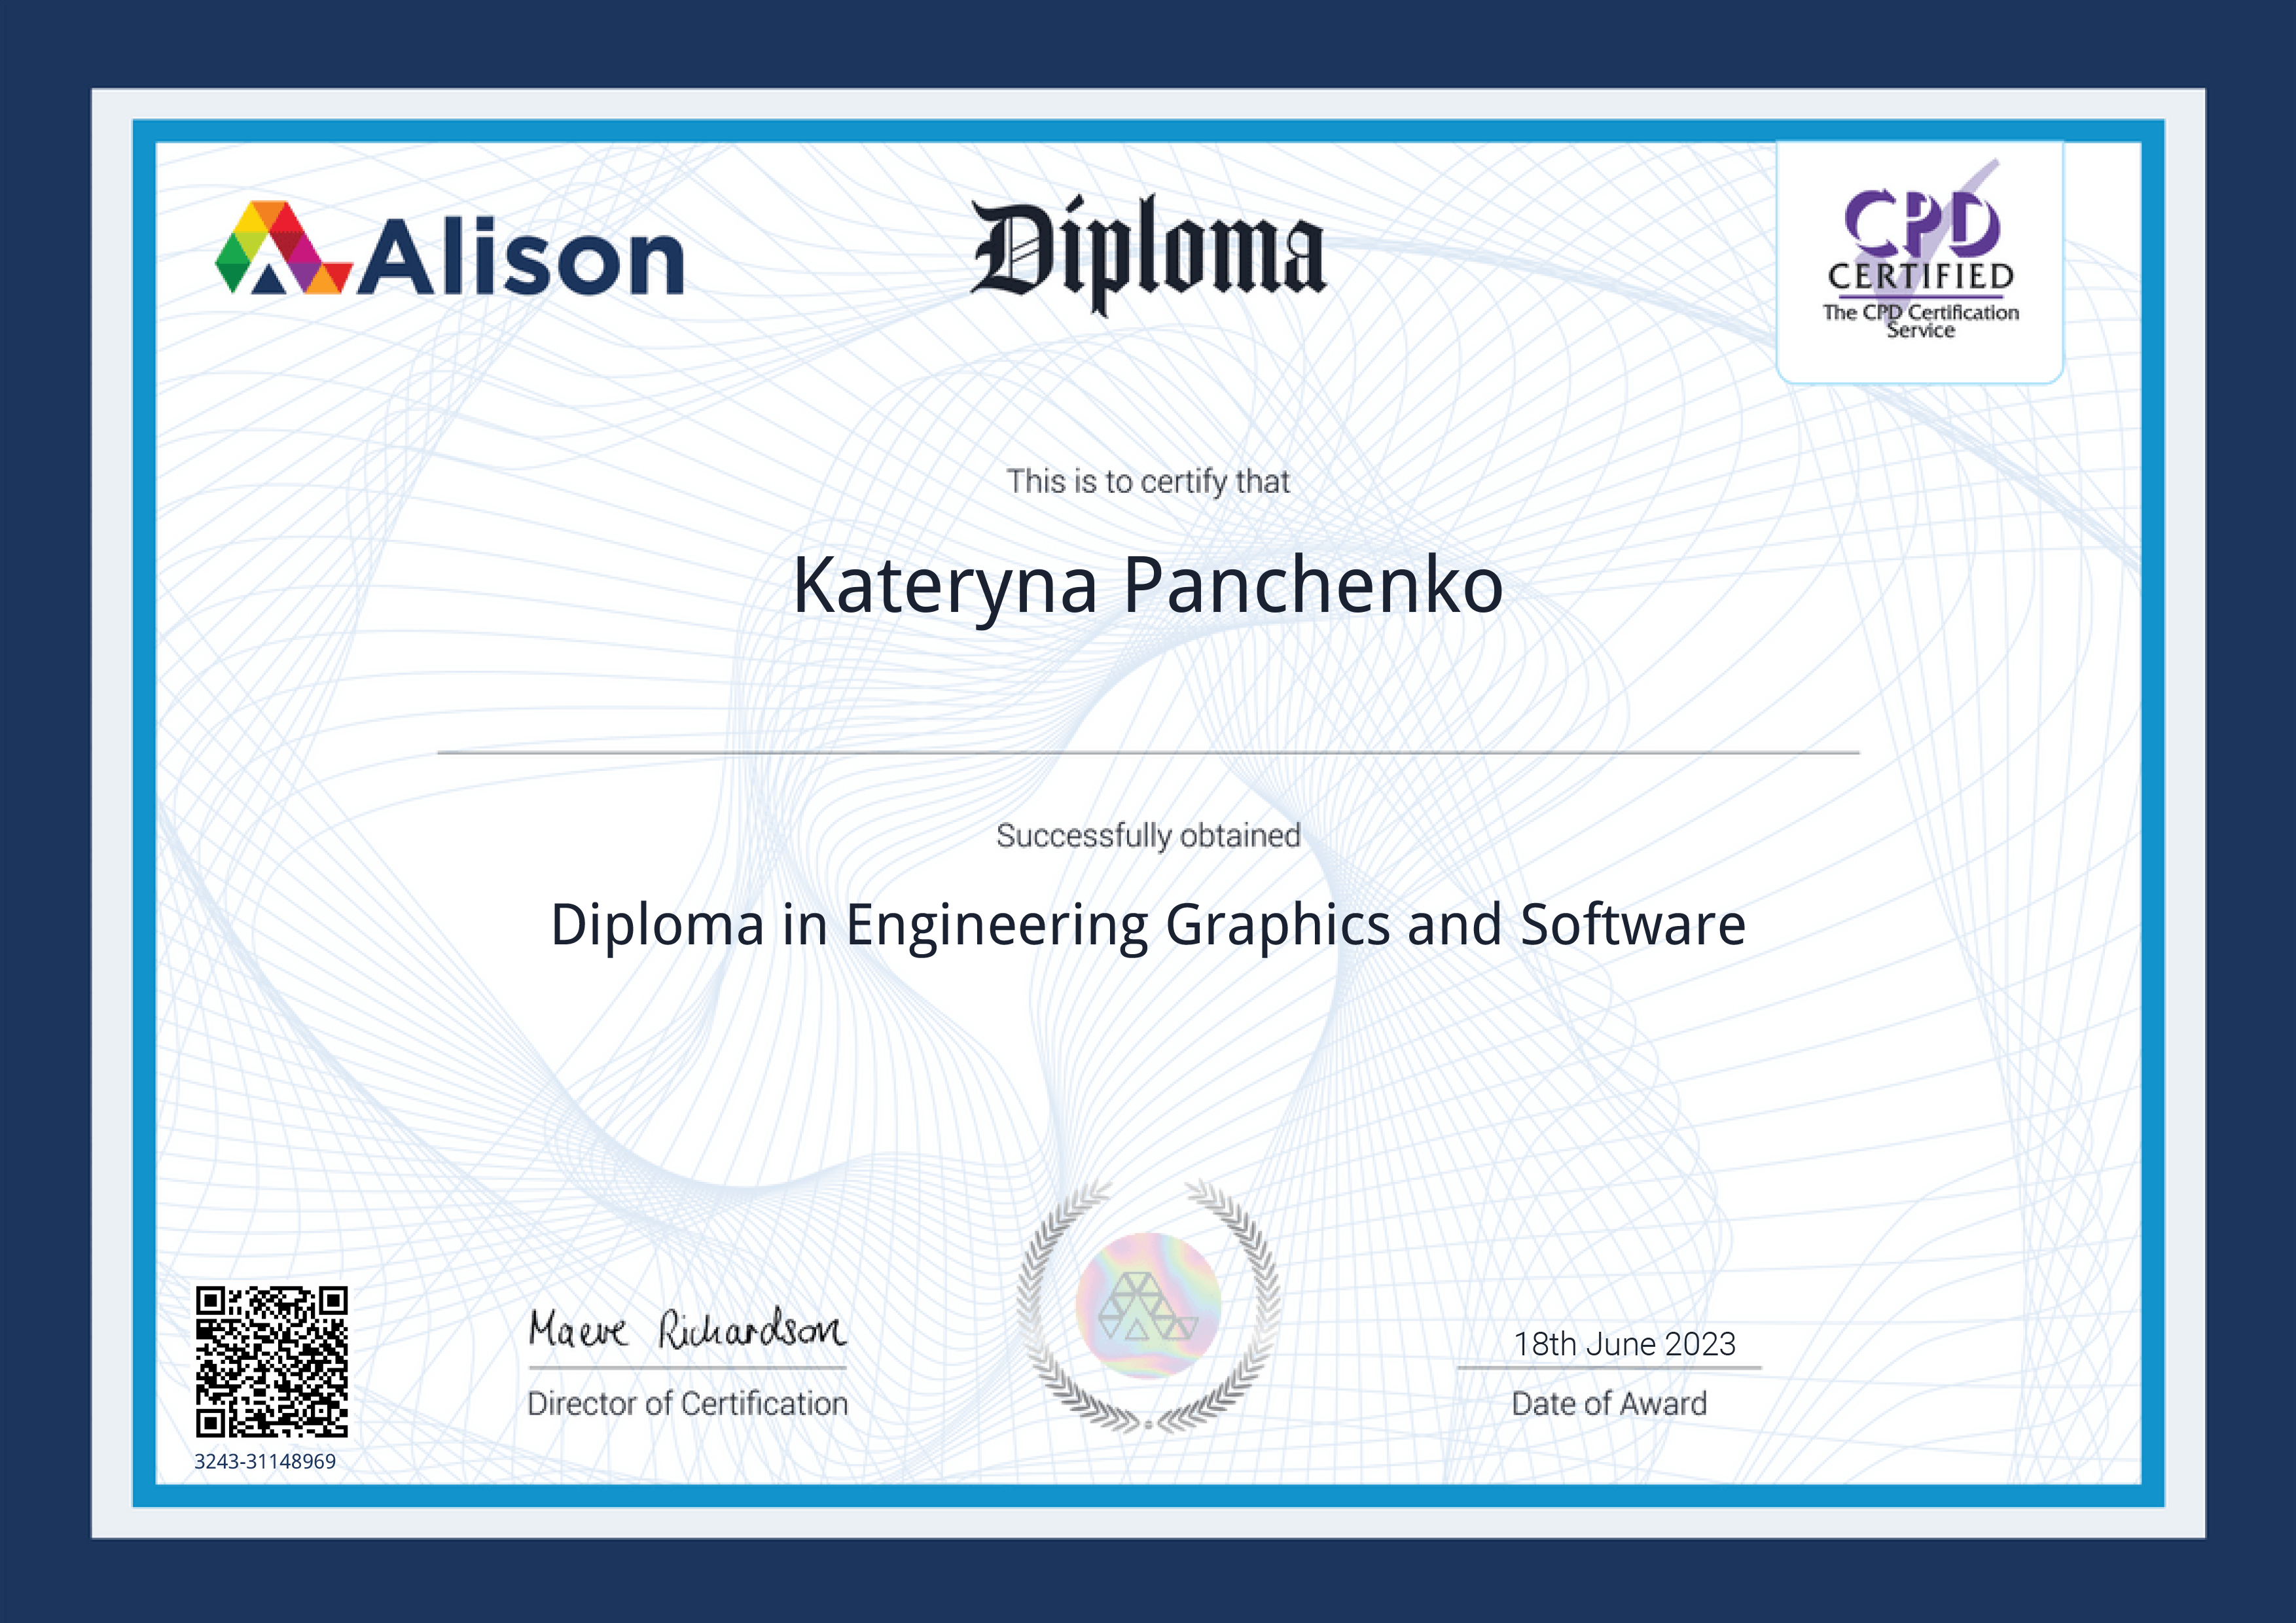 Alison
Diploma
CPD
CERTIFIED
The CPD Certification
Service
This is to certify that
Kateryna Panchenko
Successfully obtained
Diploma in Engineering Graphics and Software
Maeve Richardson
Director of Certification
18th June 2023
Date of Award
3243-31148969